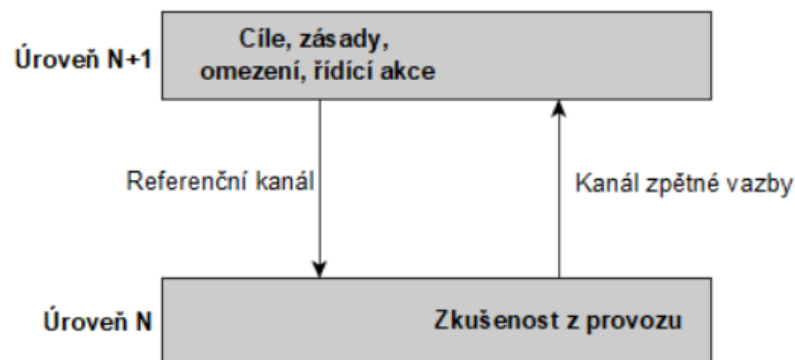 Úroveň N+1
Cíle, zásady,
omezení, řídící akce
Referenční kanál
Kanál zpětné vazby
Úroveň N
Zkušenost z provozu